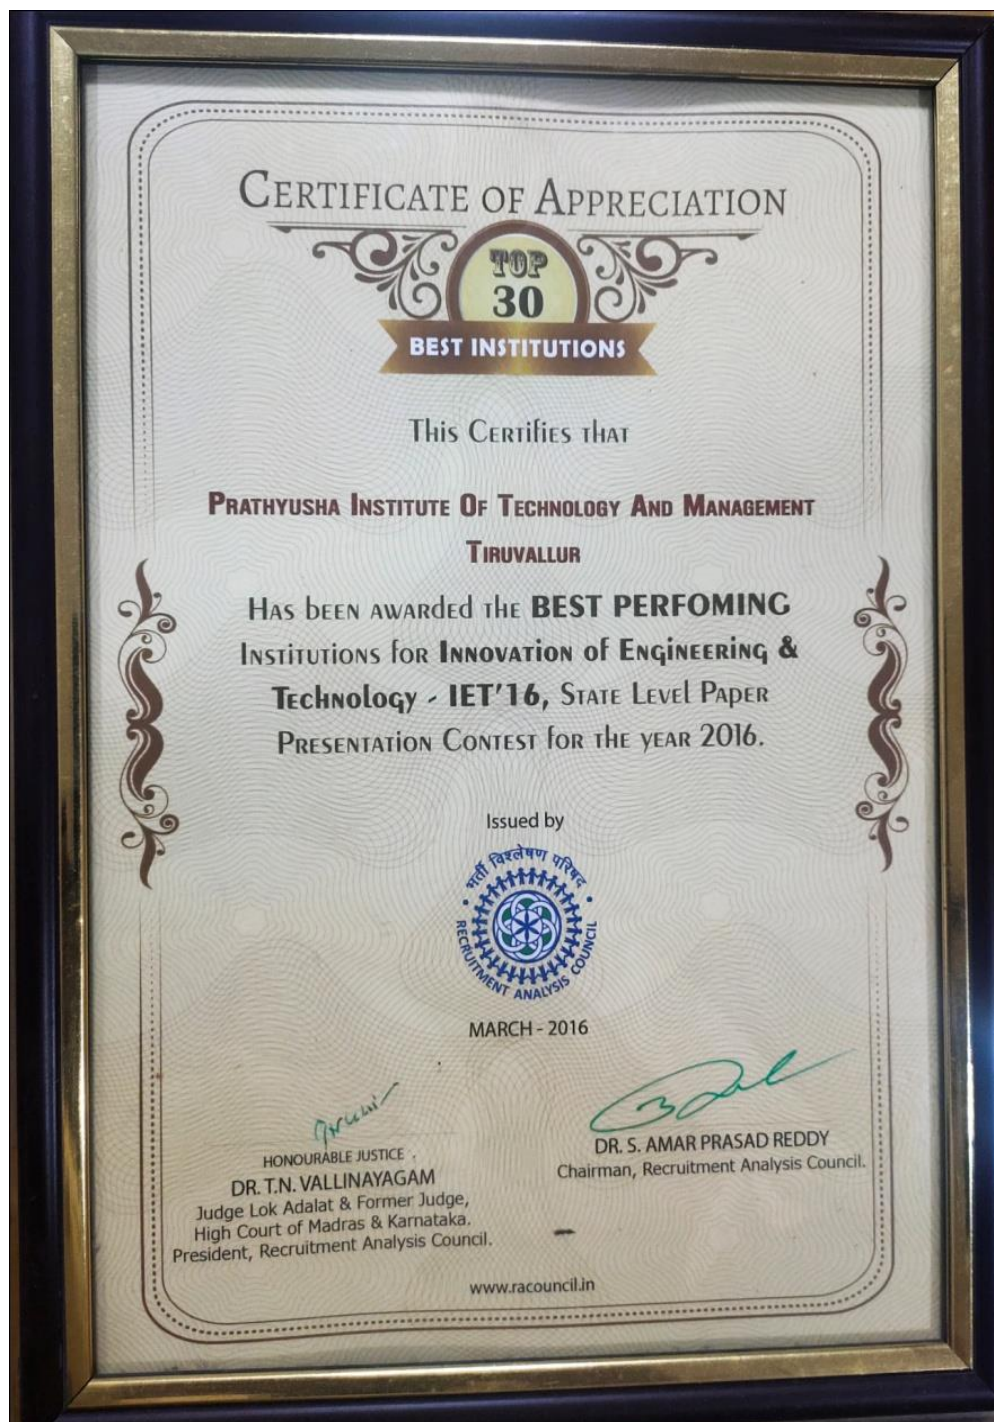 CERTIFICATE OF APPRECIATION
TOP
30
BEST INSTITUTIONS
This Certifies that
PRATHYUSHA INSTITUTE OF TECHNOLOGY AND MANAGEMENT
TIRUVALLUR
HAS BEEN AWARDED THE BEST PERFOMING
INSTITUTIONS FOR INNOVATION OF ENGINEERING &
TECHNOLOGY - IET'16, STATE LEVEL PAPER
PRESENTATION CONTEST FOR THE YEAR 2016.
Issued by
भर्ती विश्लेषण परिषद
RECRUITMENT ANALYSIS COUNCIL
MARCH - 2016
HONOURABLE JUSTICE
DR. T.N. VALLINAYAGAM
Judge Lok Adalat & Former Judge,
High Court of Madras & Karnataka.
President, Recruitment Analysis Council.
DR. S. AMAR PRASAD REDDY
Chairman, Recruitment Analysis Council.
www.racouncil.in